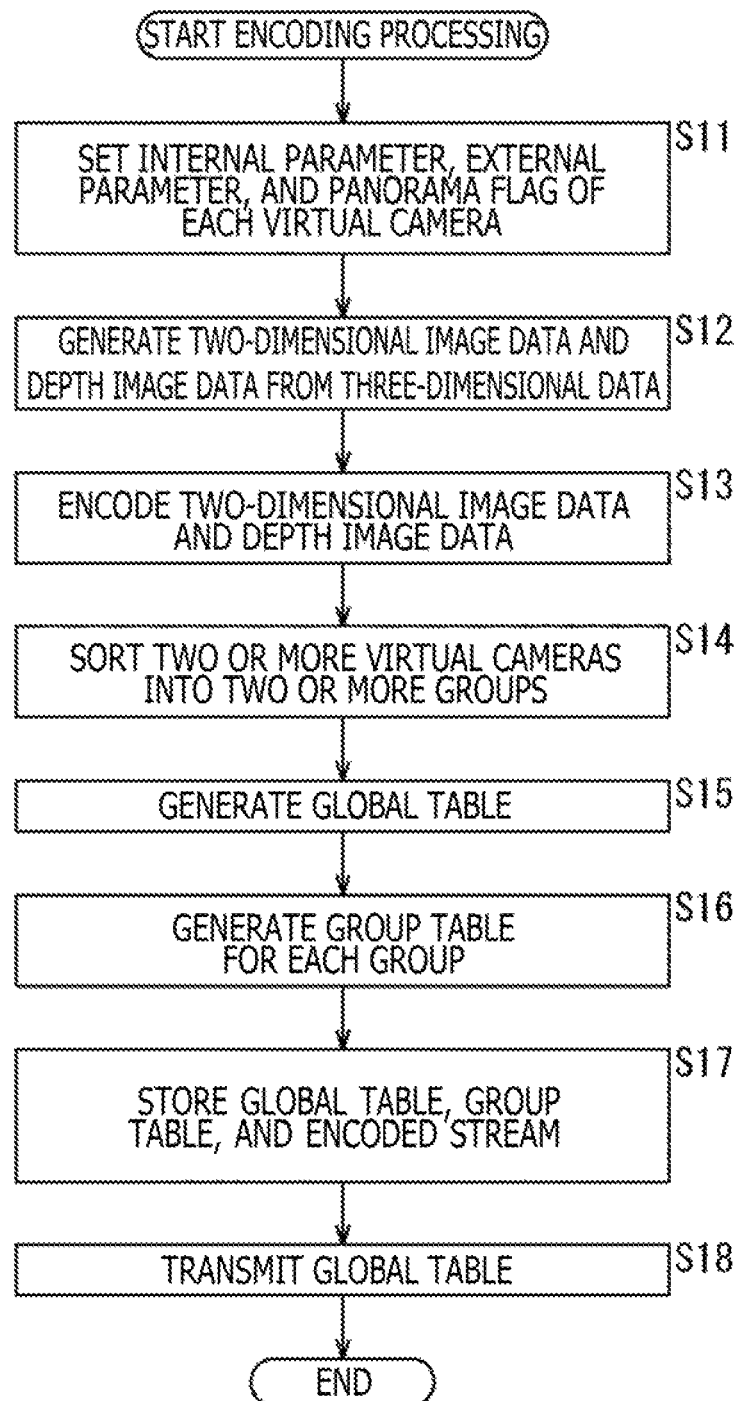 START ENCODING PROCESSING
S11
SET INTERNAL PARAMETER, EXTERNAL
PARAMETER, AND PANORAMA FLAG OF
EACH VIRTUAL CAMERA
S12
GENERATE TWO-DIMENSIONAL IMAGE DATA AND
DEPTH IMAGE DATA FROM THREE-DIMENSIONAL DATA
S13
ENCODE TWO-DIMENSIONAL IMAGE DATA
AND DEPTH IMAGE DATA
S14
SORT TWO OR MORE VIRTUAL CAMERAS
INTO TWO OR MORE GROUPS
S15
GENERATE GLOBAL TABLE
S16
GENERATE GROUP TABLE
FOR EACH GROUP
S17
STORE GLOBAL TABLE, GROUP
TABLE, AND ENCODED STREAM
S18
TRANSMIT GLOBAL TABLE
END